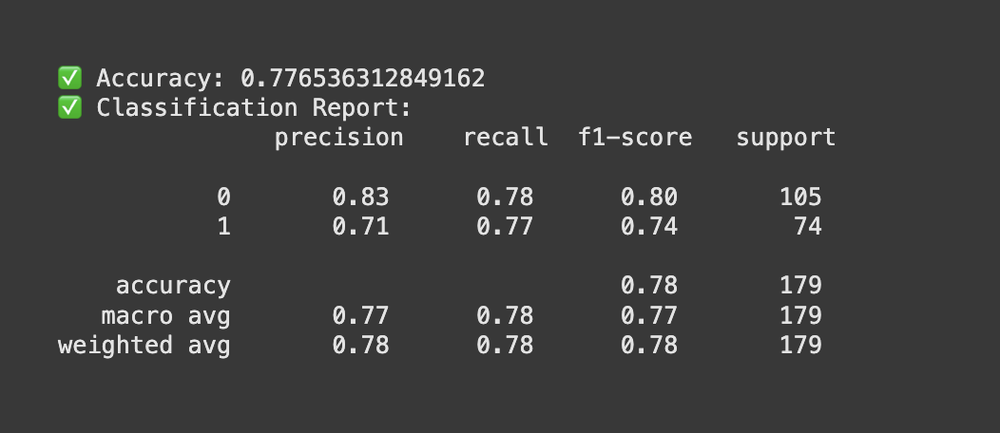 ✅ Accuracy: 0.776536312849162
✅ Classification Report:
               precision    recall  f1-score   support

           0       0.83      0.78      0.80       105
           1       0.71      0.77      0.74        74

    accuracy                           0.78       179
   macro avg       0.77      0.78      0.77       179
weighted avg       0.78      0.78      0.78       179